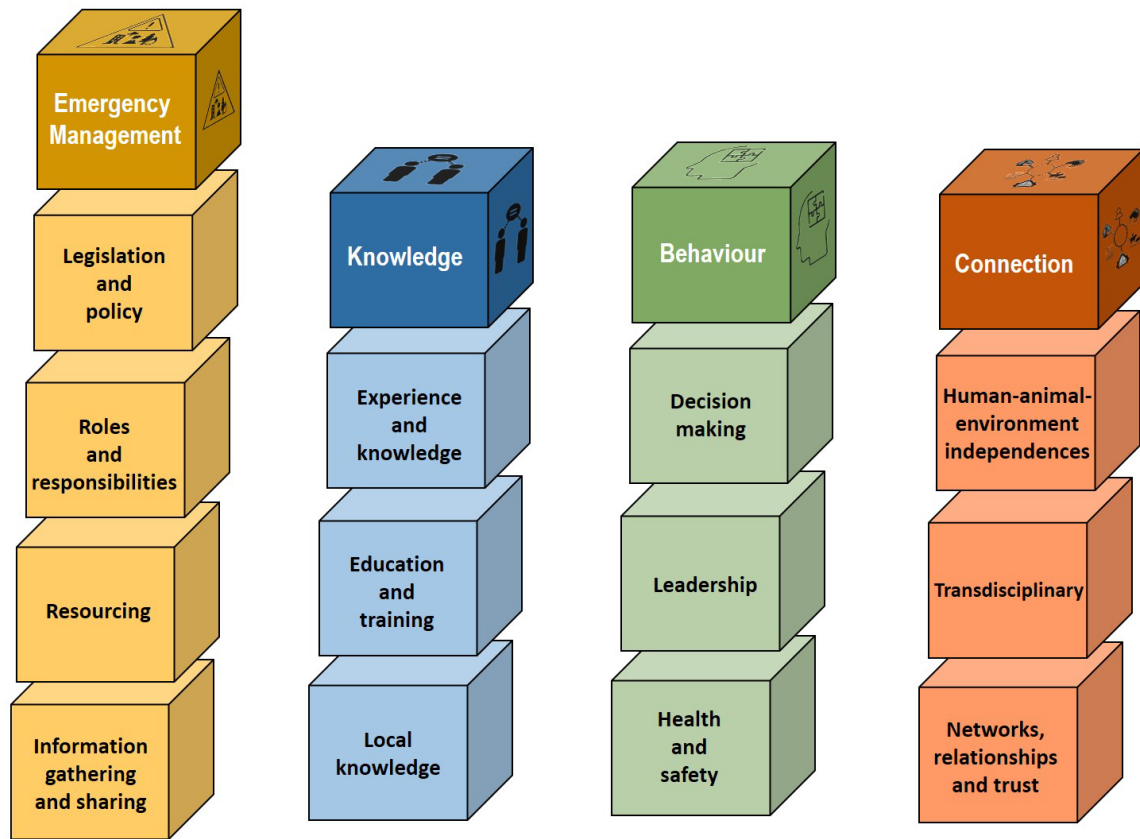 Emergency
Management
Legislation
and
policy
Roles
and
responsibilities
Resourcing
Information
gathering
and sharing
Knowledge
Experience
and
knowledge
Education
and
training
Local
knowledge
Behaviour
Decision
making
Leadership
Health
and
safety
Connection
Human-animal-
environment
independences
Transdisciplinary
Networks,
relationships
and trust